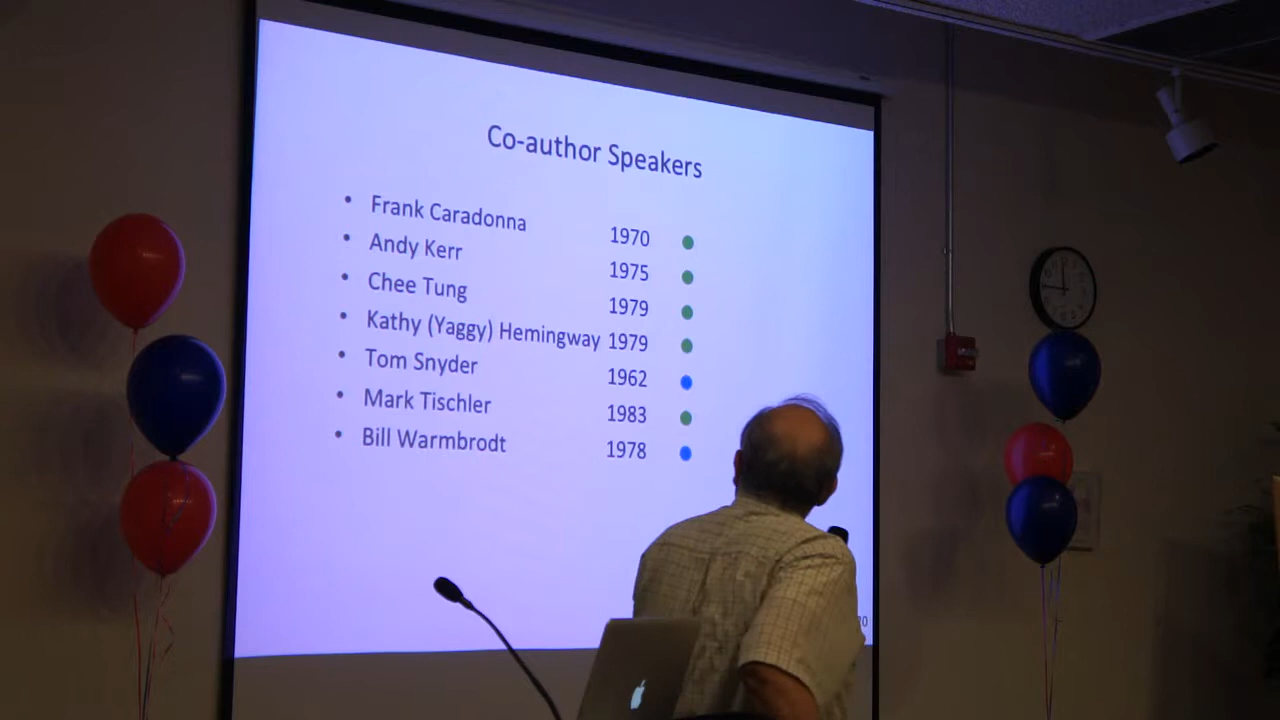 Co-author Speakers
• Frank Caradonna 1970
• Andy Kerr 1975
• Chee Tung 1979
• Kathy (Yaggy) Hemingway 1979
• Tom Snyder 1962
• Mark Tischler 1983
• Bill Warmbrodt 1978